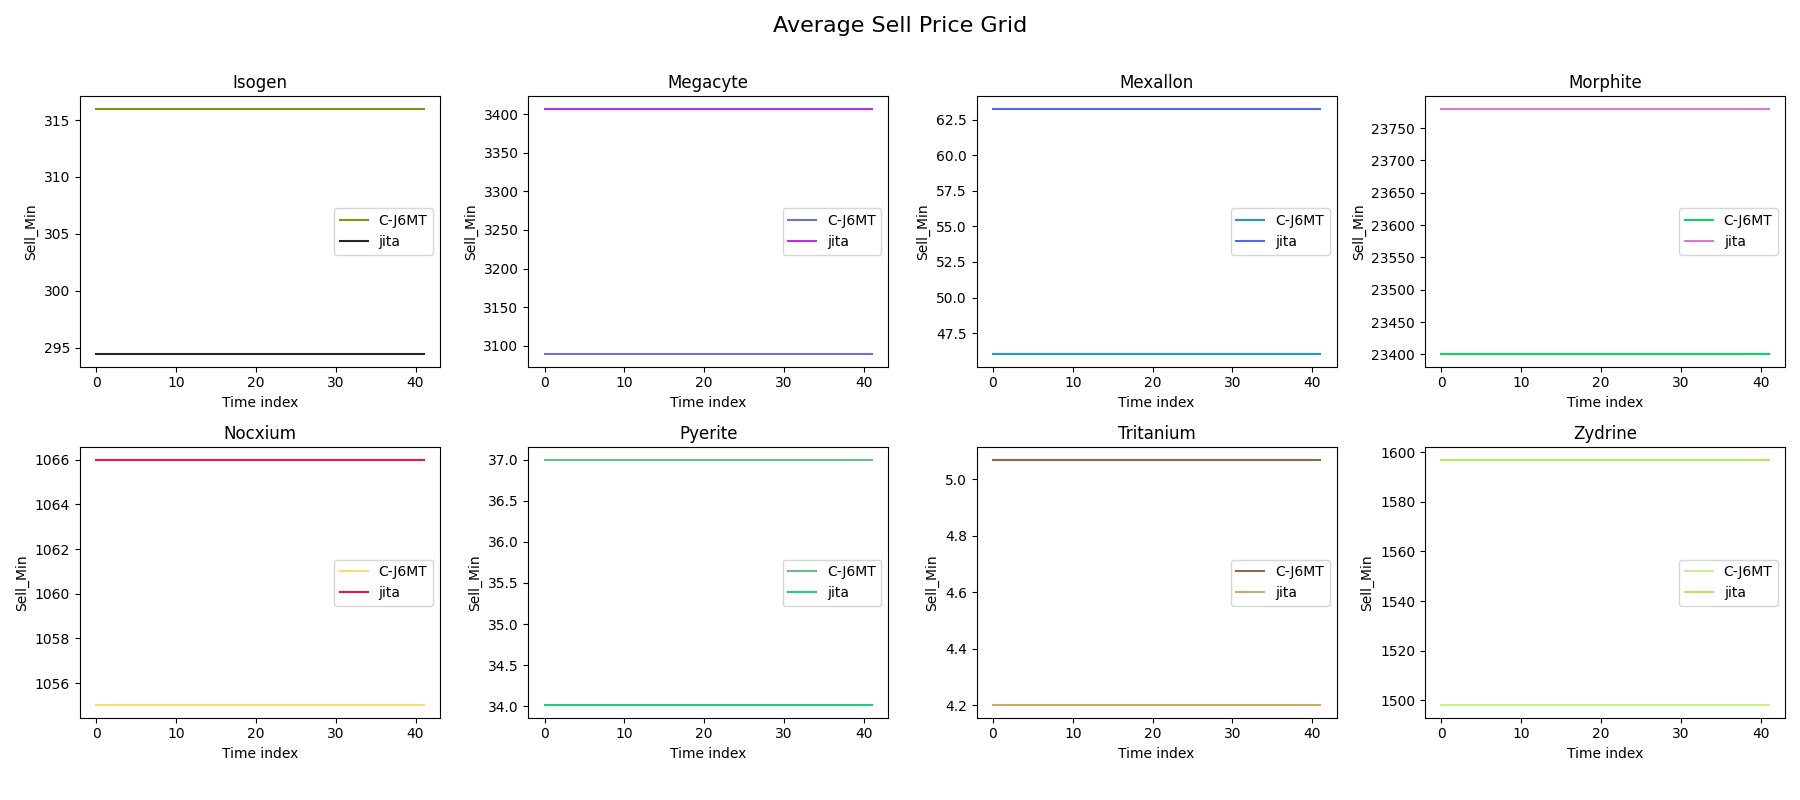 Average Sell Price Grid
Isogen
315
310
305
300
295
Sell_Min
C-J6MT
jita
0 10 20 30 40
Time index
Megacyte
3400
3350
3300
3250
3200
3150
3100
Sell_Min
C-J6MT
jita
0 10 20 30 40
Time index
Mexallon
62.5
60.0
57.5
55.0
52.5
50.0
47.5
Sell_Min
C-J6MT
jita
0 10 20 30 40
Time index
Morphite
23750
23700
23650
23600
23550
23500
23450
23400
Sell_Min
C-J6MT
jita
0 10 20 30 40
Time index
Nocxium
1066
1064
1062
1060
1058
1056
Sell_Min
C-J6MT
jita
0 10 20 30 40
Time index
Pyerite
37.0
36.5
36.0
35.5
35.0
34.5
34.0
Sell_Min
C-J6MT
jita
0 10 20 30 40
Time index
Tritanium
5.0
4.8
4.6
4.4
4.2
Sell_Min
C-J6MT
jita
0 10 20 30 40
Time index
Zydrine
1600
1580
1560
1540
1520
1500
Sell_Min
C-J6MT
jita
0 10 20 30 40
Time index